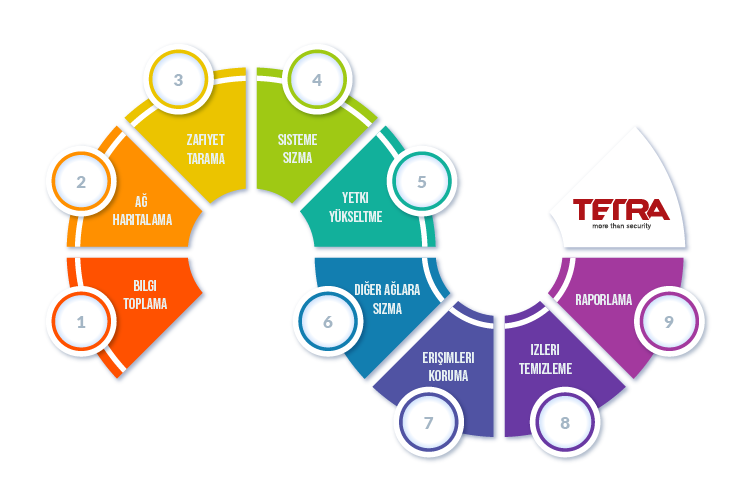 1
BILGI
TOPLAMA
2
AĞ
HARITALAMA
3
ZAFIYET
TARAMA
4
SISTEME
SIZMA
5
YETKI
YÜKSELTME
6
DIĞER AĞLARA
SIZMA
7
ERIŞIMLERI
KORUMA
8
IZLERI
TEMIZLEME
9
RAPORLAMA
TETRA
more than security